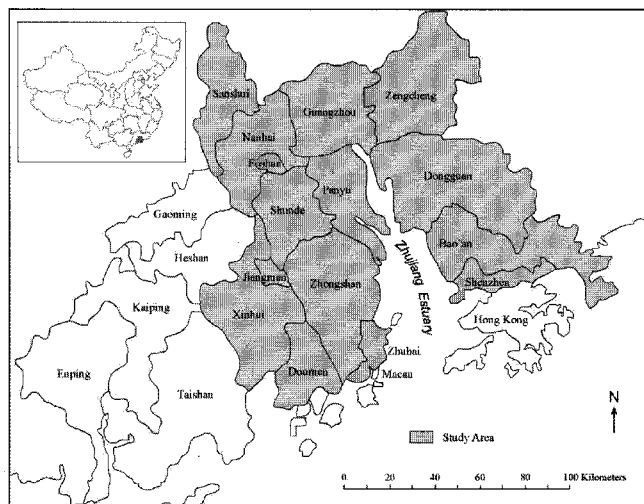 Sanshui
Guangzhou
Zengcheng
Nanhai
Foshan
Panyu
Dongguan
Gaoming
Shunde
Bao'an
Heshan
Zhujiang Estuary
Jiangmen
Zhongshan
Shenzhen
Kaiping
Xinhui
Hong Kong
Zhuhai
Enping
Doumen
Macau
Taishan
N
Study Area
0 20 40 60 80 100 Kilometers